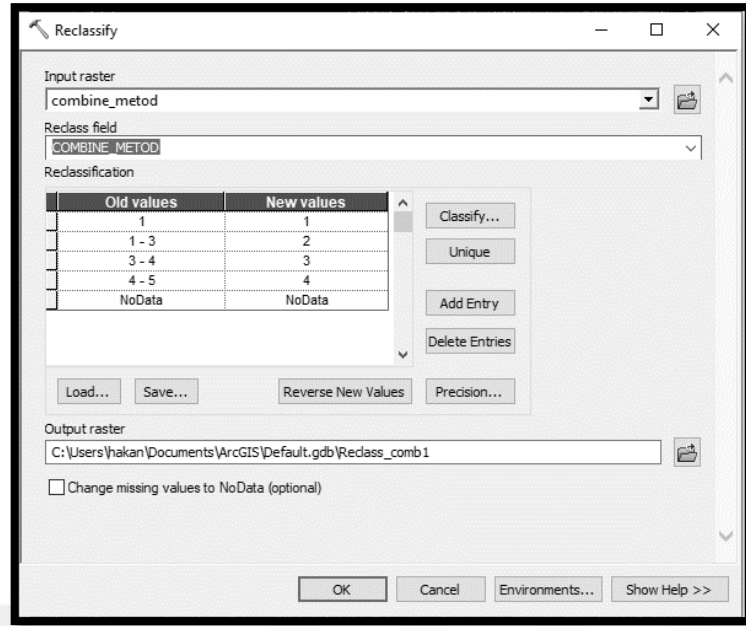 Reclassify
Input raster
combine_metod
Reclass field
COMBINE_METOD
Reclassification
Old values New values
1 1
1 - 3 2
3 - 4 3
4 - 5 4
NoData NoData
Classify...
Unique
Add Entry
Delete Entries
Load... Save... Reverse New Values Precision...
Output raster
C:\Users\hakan\Documents\ArcGIS\Default.gdb\Reclass_comb1
Change missing values to NoData (optional)
OK Cancel Environments... Show Help >>